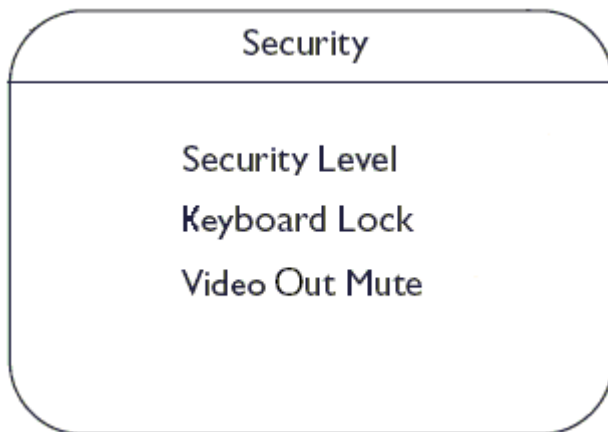 Security
Security Level
Keyboard Lock
Video Out Mute